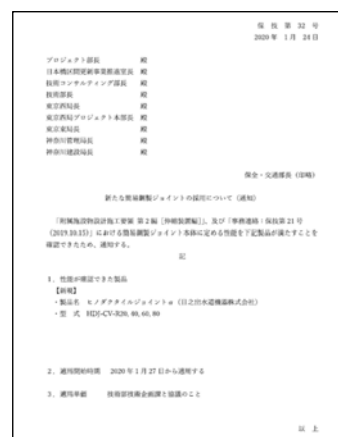 保 技 第 32 号
2020 年 1 月 24 日
プロジェクト部長 殿
日本橋区間更新事業推進室長 殿
技術コンサルティング部長 殿
技術部長 殿
東京西局長 殿
東京西局プロジェクト本部長 殿
東京東局長 殿
神奈川管理局長 殿
神奈川建設局長 殿
保全・交通部長(印略)
新たな簡易鋼製ジョイントの採用について(通知)
「附属施設物設計施工要領 第2編 [伸縮装置編]」、及び「事務連絡:保技第 21 号
(2019.10.15)」における簡易鋼製ジョイント本体に定める性能を下記製品が満たすことを
確認できたため、通知する。
記
1.性能が確認できた製品
【新規】
・製品名 ヒノダクタイルジョイントα(日之出水道機器株式会社)
・型 式 HDJ-CV-R20, 40, 60, 80
2.適用開始時期 2020 年 1 月 27 日から適用する
3.適用単価 技術部技術企画課と協議のこと
以 上